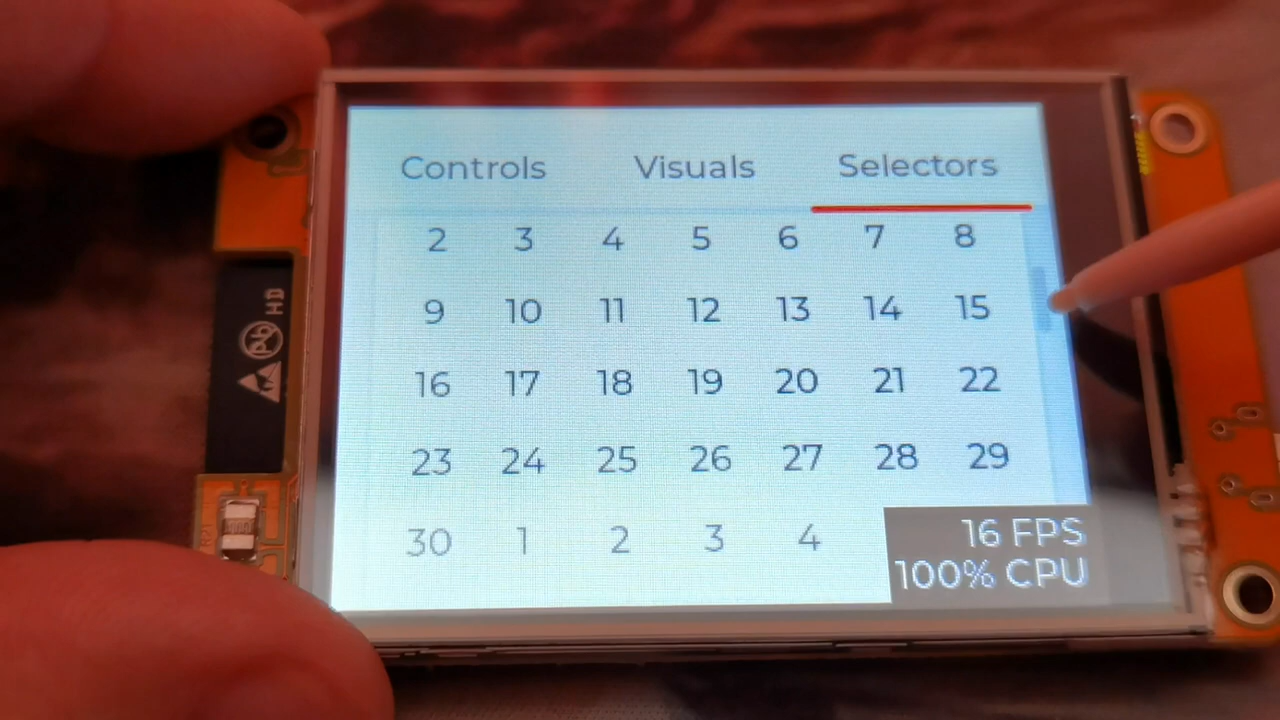 Controls Visuals Selectors
2 3 4 5 6 7 8
9 10 11 12 13 14 15
16 17 18 19 20 21 22
23 24 25 26 27 28 29
30 1 2 3 4
16 FPS
100% CPU
HB
Pb